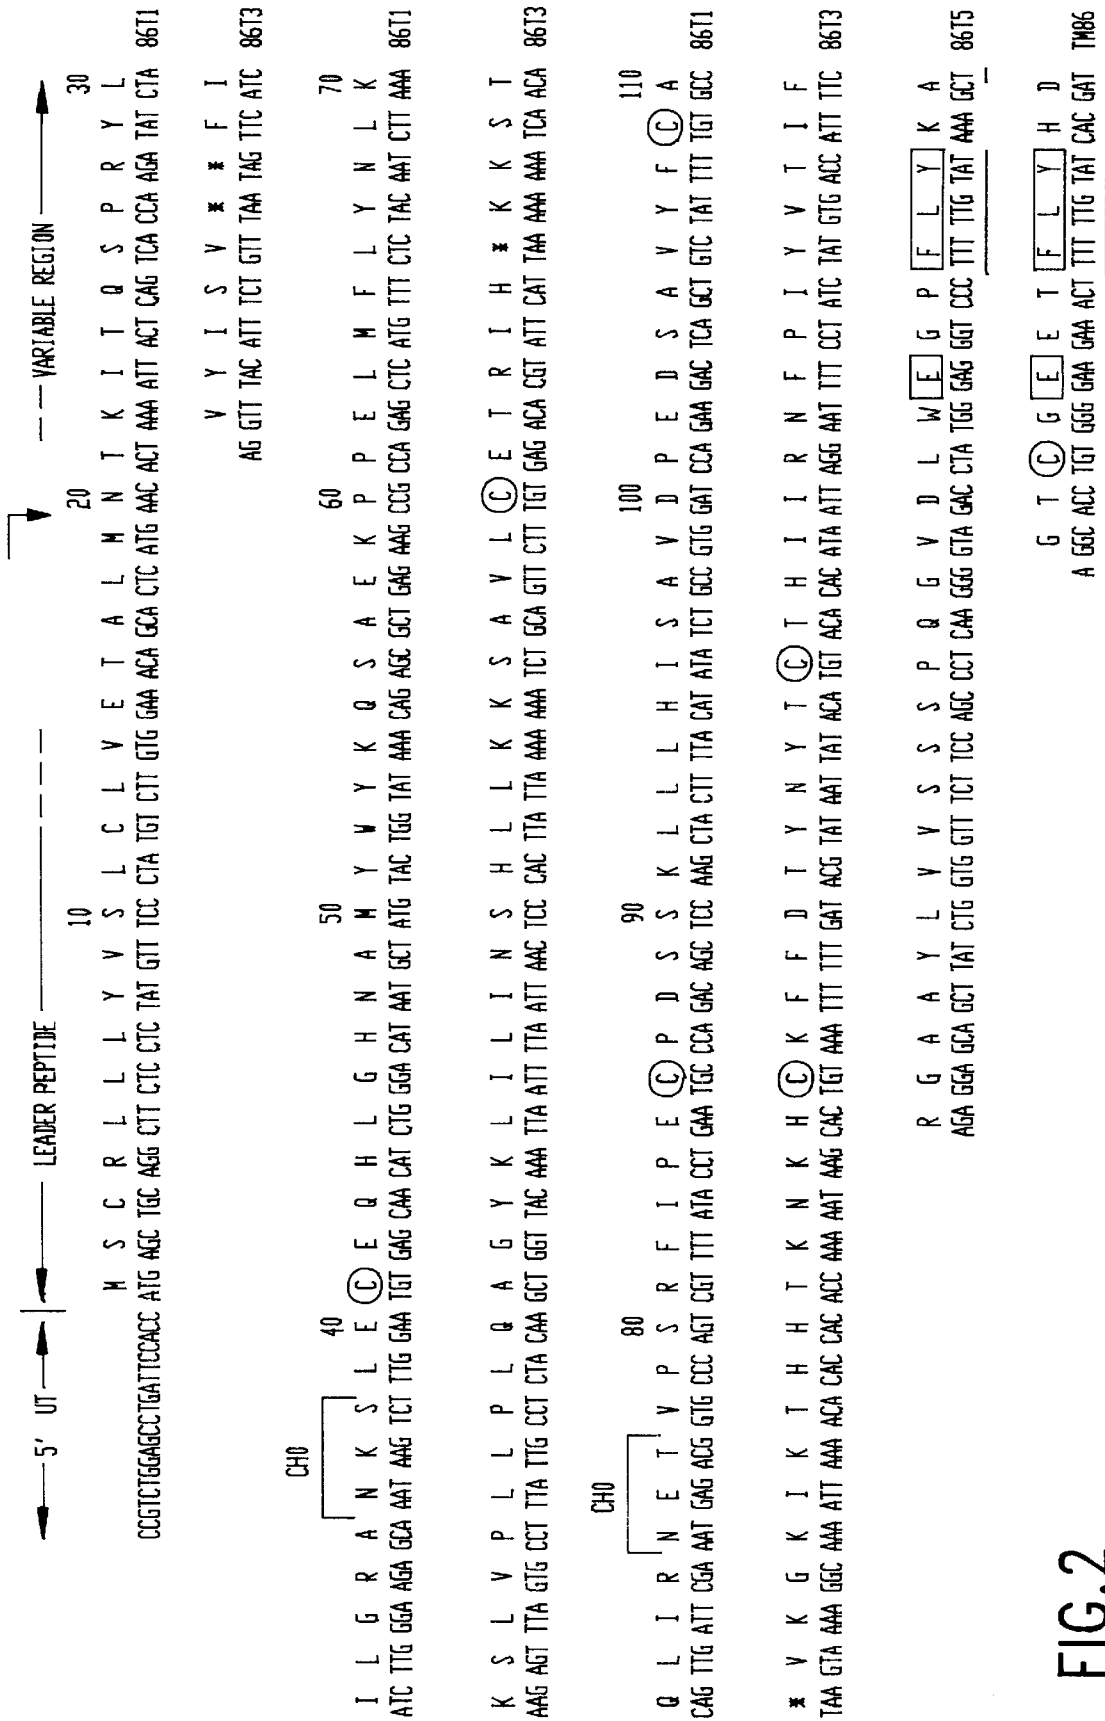 5' UT LEADER PEPTIDE VARIABLE REGION
10 20 30
M S C R L L L Y V S L C L V E T A L M N T K I T Q S P R Y L
CCGTCTGGAGCCTGATTCCACC ATG AGC TGC AGG CTT CTC CTC TAT GTT TCC CTA TGT CTT GTG GAA ACA GCA CTC ATG AAC ACT AAA ATT ACT CAG TCA CCA AGA TAT CTA 86T1
V Y I S V * * F I
AG GTT TAC ATT TCT GTT TAA TAG TTC ATC 86T3
CHO
40 50 60 70
I L G R A N K S L E C E Q H L G H N A M Y W Y K Q S A E K P P E L M F L Y N L K
ATC TTG GGA AGA GCA AAT AAG TCT TTG GAA TGT GAG CAA CAT CTG GGA CAT AAT GCT ATG TAC TGG TAT AAA CAG AGC GCT GAG AAG CCG CCA GAG CTC ATG TTT CTC TAC AAT CTT AAA 86T1
K S L V P L L P L Q A G Y K L I L I N S H L L K K S A V L C E T R I H * K K S T
AAG AGT TTA GTG CCT TTA TTG CCT CTA CAA GCT GGT TAC AAA TTA ATT TTA ATT AAC TCC CAC TTA TTA AAA AAA TCT GCA GTT CTT TGT GAG ACA CGT ATT CAT TAA AAA AAA TCA ACA 86T3
CHO
80 90 100 110
Q L I R N E T V P S R F I P E C P D S S K L L L H I S A V D P E D S A V Y F C A
CAG TTG ATT CGA AAT GAG ACG GTG CCC AGT CGT TTT ATA CCT GAA TGC CCA GAC AGC TCC AAG CTA CTT TTA CAT ATA TCT GCC GTG GAT CCA GAA GAC TCA GCT GTC TAT TTT TGT GCC 86T1
* V K G K I K T H H T K N K H C K F F D T Y N Y T C T H I I R N F P I Y V T I F
TAA GTA AAA GGC AAA ATT AAA ACA CAC CAC ACC AAA AAT AAG CAC TGT AAA TTT TTT GAT ACG TAT AAT TAT ACA TGT ACA CAC ATA ATT AGG AAT TTT CCT ATC TAT GTG ACC ATT TTC 86T3
R G A A Y L V V S S S P Q G V D L W E G P F L Y K A
AGA GGA GCA GCT TAT CTG GTG GTT TCT TCC AGC CCT CAA GGG GTA GAC CTA TGG GAG GGT CCC TTT TTG TAT AAA GCT 86T5
G T C G E E T F L Y H D
A GGC ACC TGT GGG GAA GAA ACT TTT TTG TAT CAC GAT TM86
FIG.2